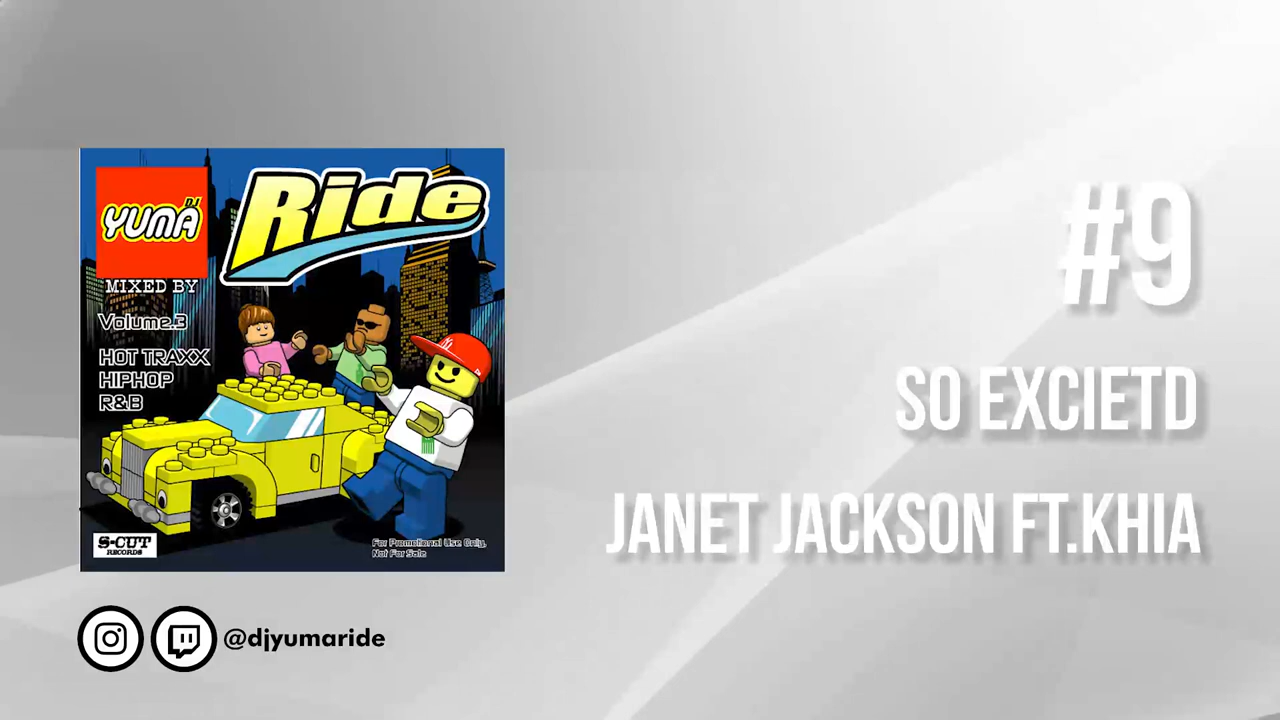 DJ
YUMA
Ride
MIXED BY
Volume.3
HOT TRAXX
HIPHOP
R&B
S-CUT
RECORDS
For Promotional Use Only,
Not For Sale
#9
SO EXCIETD
JANET JACKSON FT.KHIA
@djyumaride